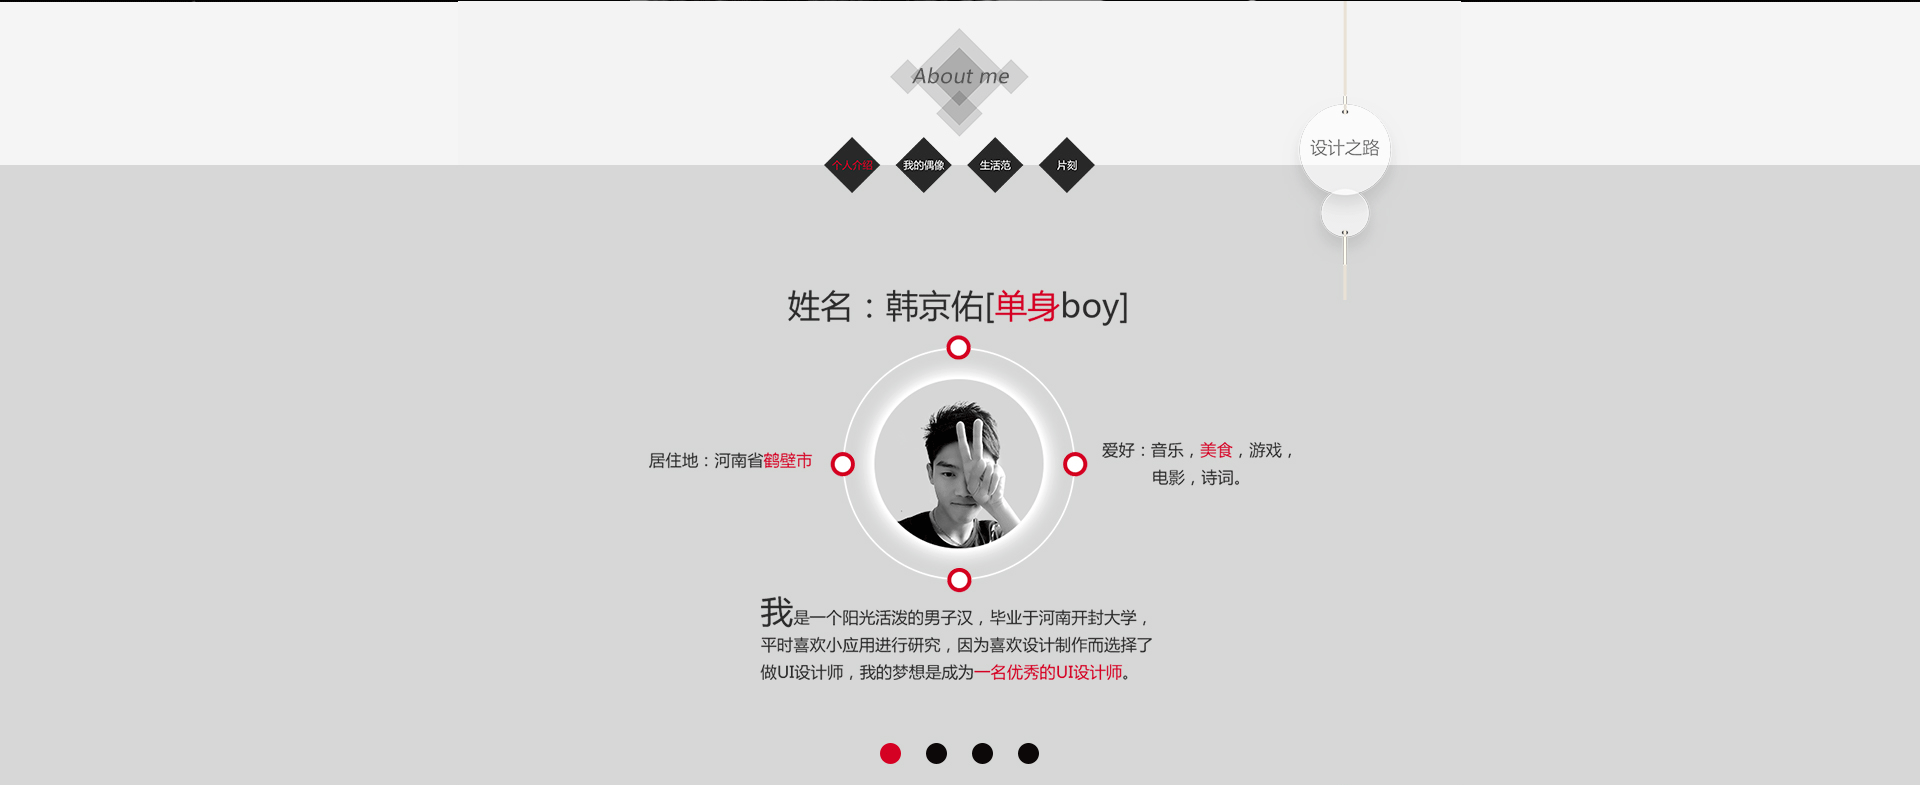 About me
设计之路
个人介绍
我的偶像
生活范
片刻
姓名：韩京佑[单身boy]
居住地：河南省鹤壁市
爱好：音乐，美食，游戏，
电影，诗词。
我是一个阳光活泼的男子汉，毕业于河南开封大学，
平时喜欢小应用进行研究，因为喜欢设计制作而选择了
做UI设计师，我的梦想是成为一名优秀的UI设计师。